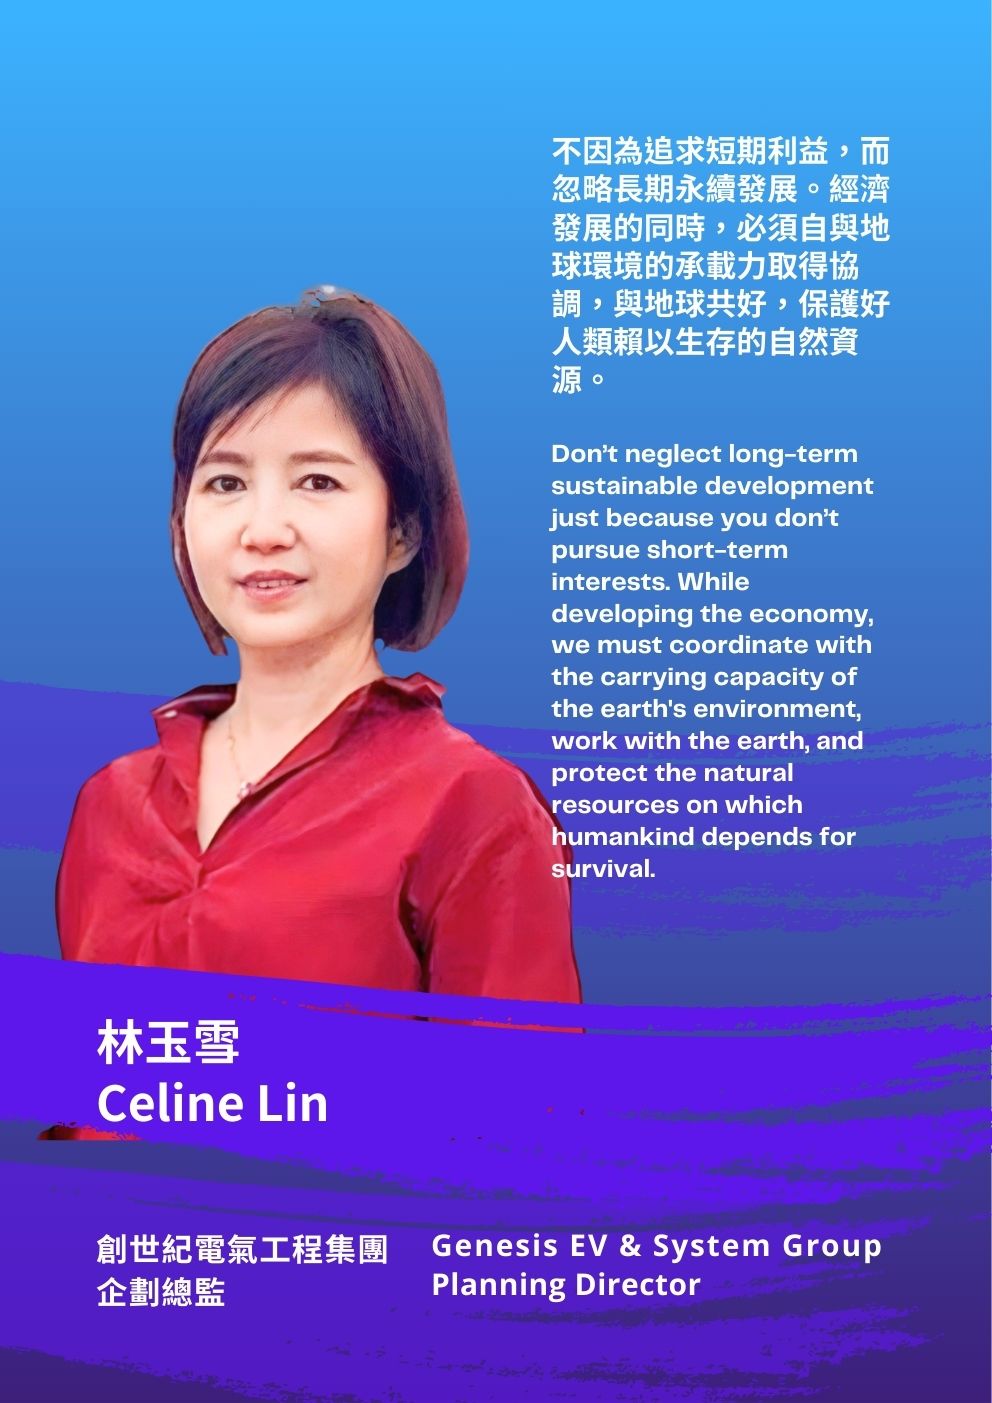 不因為追求短期利益，而
忽略長期永續發展。經濟
發展的同時，必須自與地
球環境的承載力取得協
調，與地球共好，保護好
人類賴以生存的自然資
源。
Don’t neglect long-term
sustainable development
just because you don’t
pursue short-term
interests. While
developing the economy,
we must coordinate with
the carrying capacity of
the earth's environment,
work with the earth, and
protect the natural
resources on which
humankind depends for
survival.
林玉雪
Celine Lin
創世紀電氣工程集團
企劃總監
Genesis EV & System Group
Planning Director